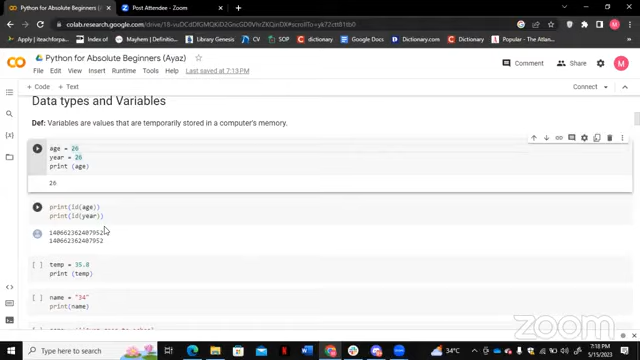 Python for Absolute Beginners (
Post Attendee - Zoom
colab.research.google.com/drive/
Apps
Index
Mayhem | Definition,...
CV
SOP
dictionary
Library Genesis
C dictionary
Google Docs
Dictionary.com
Popular - The Atlan...
Python for Absolute Beginners (Ayaz)
Comment
Share
M
File Edit View Insert Runtime Tools Help Last saved at 7:13 PM
+ Code + Text
Connect
Data types and Variables
Def: Variables are values that are temporarily stored in a computer's memory.
age = 26
year = 26
print (age)
26
print(id(age))
print(id(year))
140662362407952
140662362407952
[ ] temp = 35.8
print (temp)
[ ] name = "34"
print(name)
zoom
Type here to search
34°C
7:18 PM
5/15/2023